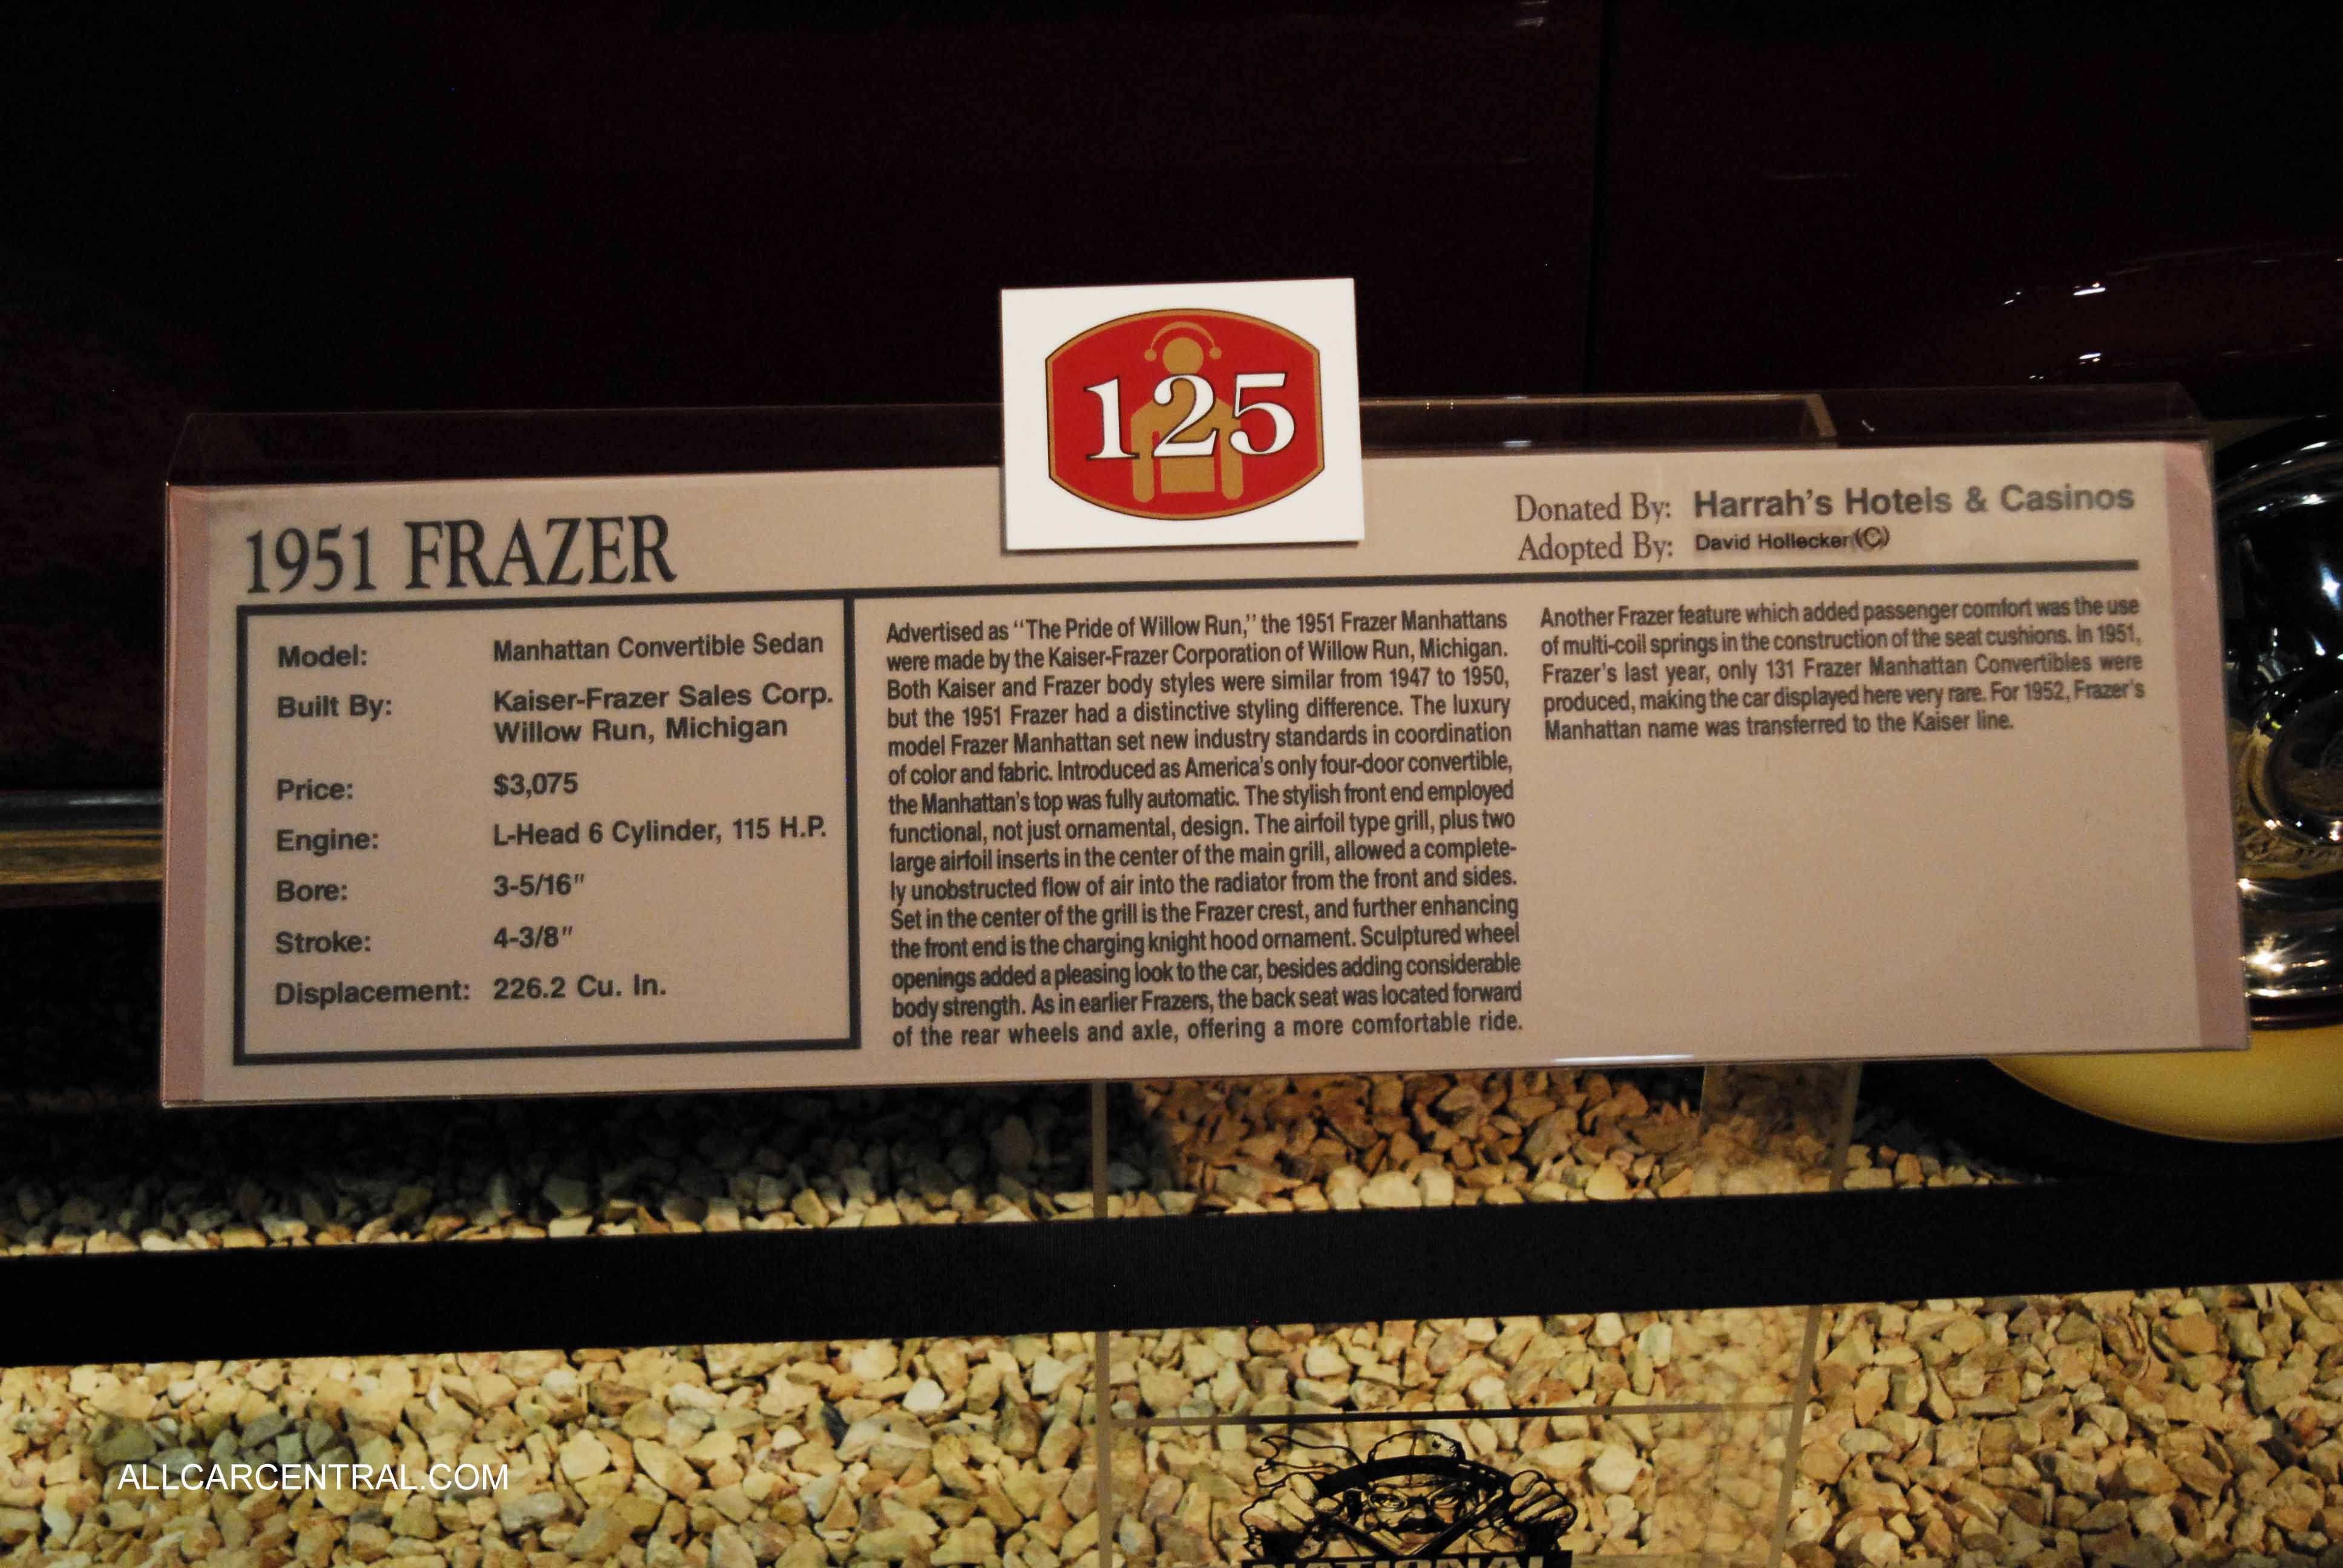 125
1951 FRAZER
Donated By: Harrah's Hotels & Casinos
Adopted By: David Hollecker (C)
Model: Manhattan Convertible Sedan
Built By: Kaiser-Frazer Sales Corp.
Willow Run, Michigan
Price: $3,075
Engine: L-Head 6 Cylinder, 115 H.P.
Bore: 3-5/16"
Stroke: 4-3/8"
Displacement: 226.2 Cu. In.
Advertised as "The Pride of Willow Run," the 1951 Frazer Manhattans
were made by the Kaiser-Frazer Corporation of Willow Run, Michigan.
Both Kaiser and Frazer body styles were similar from 1947 to 1950,
but the 1951 Frazer had a distinctive styling difference. The luxury
model Frazer Manhattan set new industry standards in coordination
of color and fabric. Introduced as America's only four-door convertible,
the Manhattan's top was fully automatic. The stylish front end employed
functional, not just ornamental, design. The airfoil type grill, plus two
large airfoil inserts in the center of the main grill, allowed a complete-
ly unobstructed flow of air into the radiator from the front and sides.
Set in the center of the grill is the Frazer crest, and further enhancing
the front end is the charging knight hood ornament. Sculptured wheel
openings added a pleasing look to the car, besides adding considerable
body strength. As in earlier Frazers, the back seat was located forward
of the rear wheels and axle, offering a more comfortable ride.
Another Frazer feature which added passenger comfort was the use
of multi-coil springs in the construction of the seat cushions. In 1951,
Frazer's last year, only 131 Frazer Manhattan Convertibles were
produced, making the car displayed here very rare. For 1952, Frazer's
Manhattan name was transferred to the Kaiser line.
ALLCARCENTRAL.COM
NATIONAL